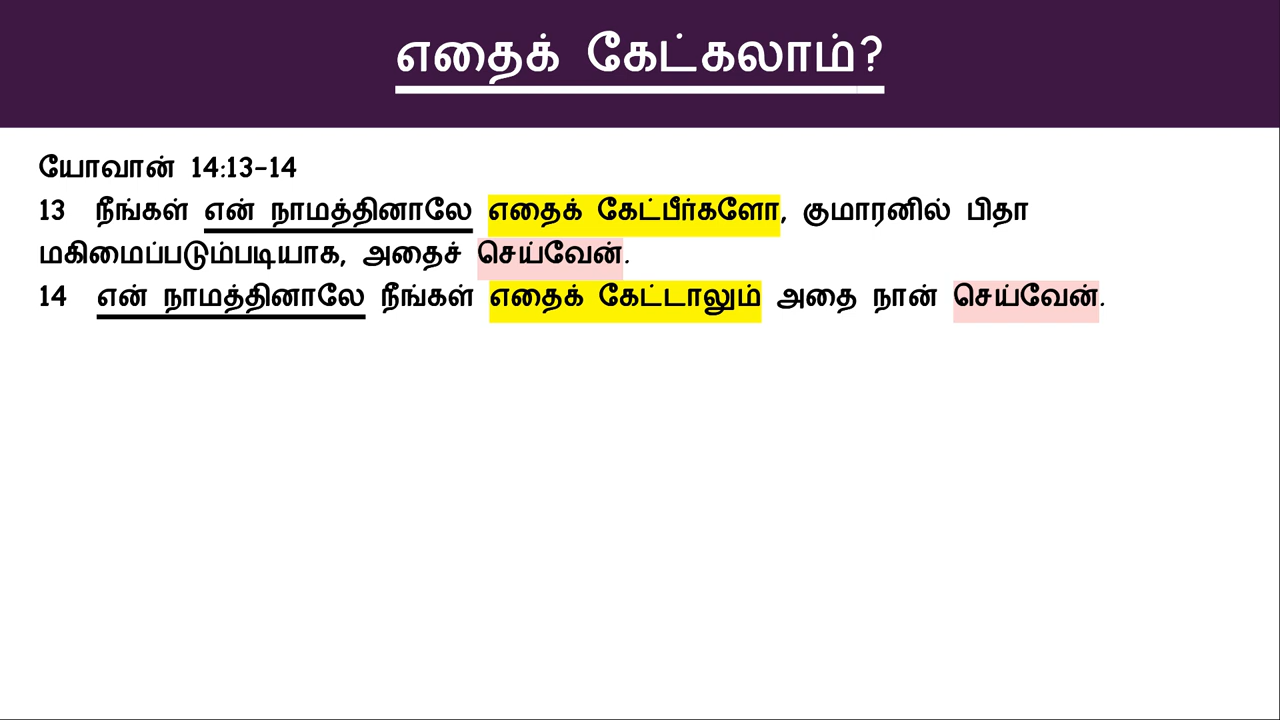 எதைக் கேட்கலாம்?
யோவான் 14:13-14
13 நீங்கள் என் நாமத்தினாலே எதைக் கேட்பீர்களோ, குமாரனில் பிதா
மகிமைப்படும்படியாக, அதைச் செய்வேன்.
14 என் நாமத்தினாலே நீங்கள் எதைக் கேட்டாலும் அதை நான் செய்வேன்.